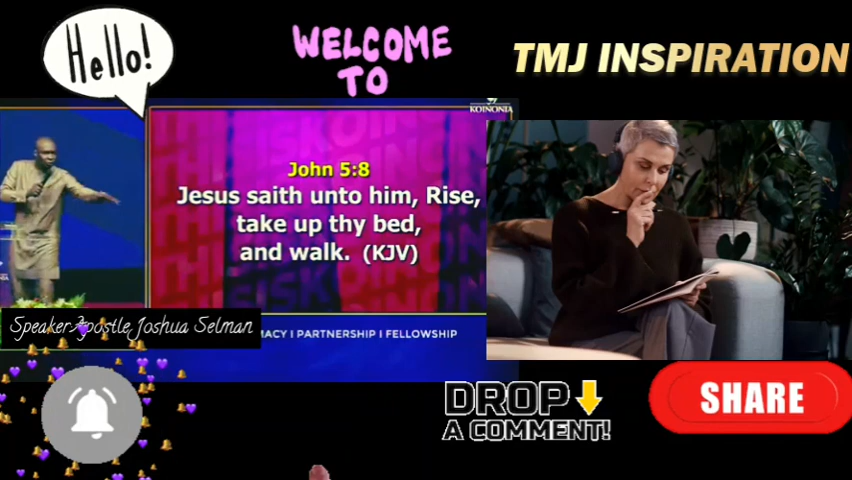 Hello!
WELCOME
TO
TMJ INSPIRATION
KOINONIA
John 5:8
Jesus saith unto him, Rise,
take up thy bed,
and walk. (KJV)
Speaker Apostle Joshua Selman
MACY I PARTNERSHIP I FELLOWSHIP
DROP
A COMMENT!
SHARE